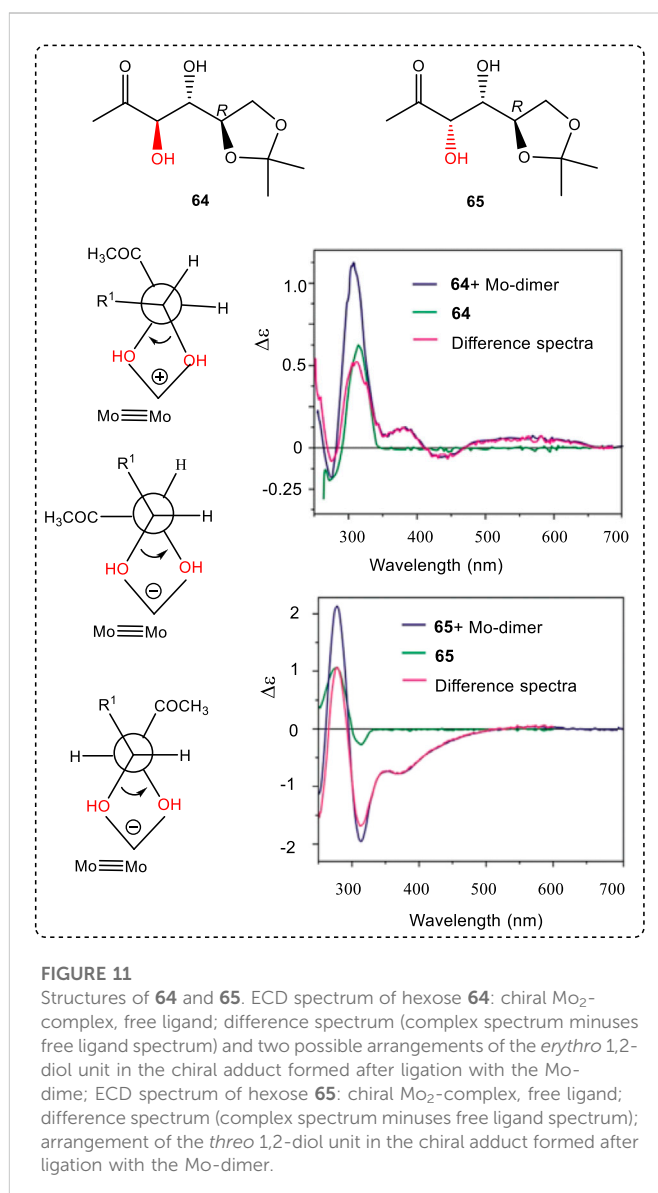 O
OH
R
O
OH
O
64
O
OH
R
O
OH
O
65
CH₃OC
H
R¹
H
HO
OH
⊕
Mo≡Mo
R¹
H
CH₃OC
H
HO
OH
⊖
Mo≡Mo
R¹
COCH₃
H
H
HO
OH
⊖
Mo≡Mo
1.0
0.5
0
-0.25
Δε
64+ Mo-dimer
64
Difference spectra
300 400 500 600 700
Wavelength (nm)
2
1
0
-1
-2
Δε
65+ Mo-dimer
65
Difference spectra
300 400 500 600 700
Wavelength (nm)
FIGURE 11
Structures of 64 and 65. ECD spectrum of hexose 64: chiral Mo₂-
complex, free ligand; difference spectrum (complex spectrum minuses
free ligand spectrum) and two possible arrangements of the erythro 1,2-
diol unit in the chiral adduct formed after ligation with the Mo-
dime; ECD spectrum of hexose 65: chiral Mo₂-complex, free ligand;
difference spectrum (complex spectrum minuses free ligand spectrum);
arrangement of the threo 1,2-diol unit in the chiral adduct formed after
ligation with the Mo-dimer.